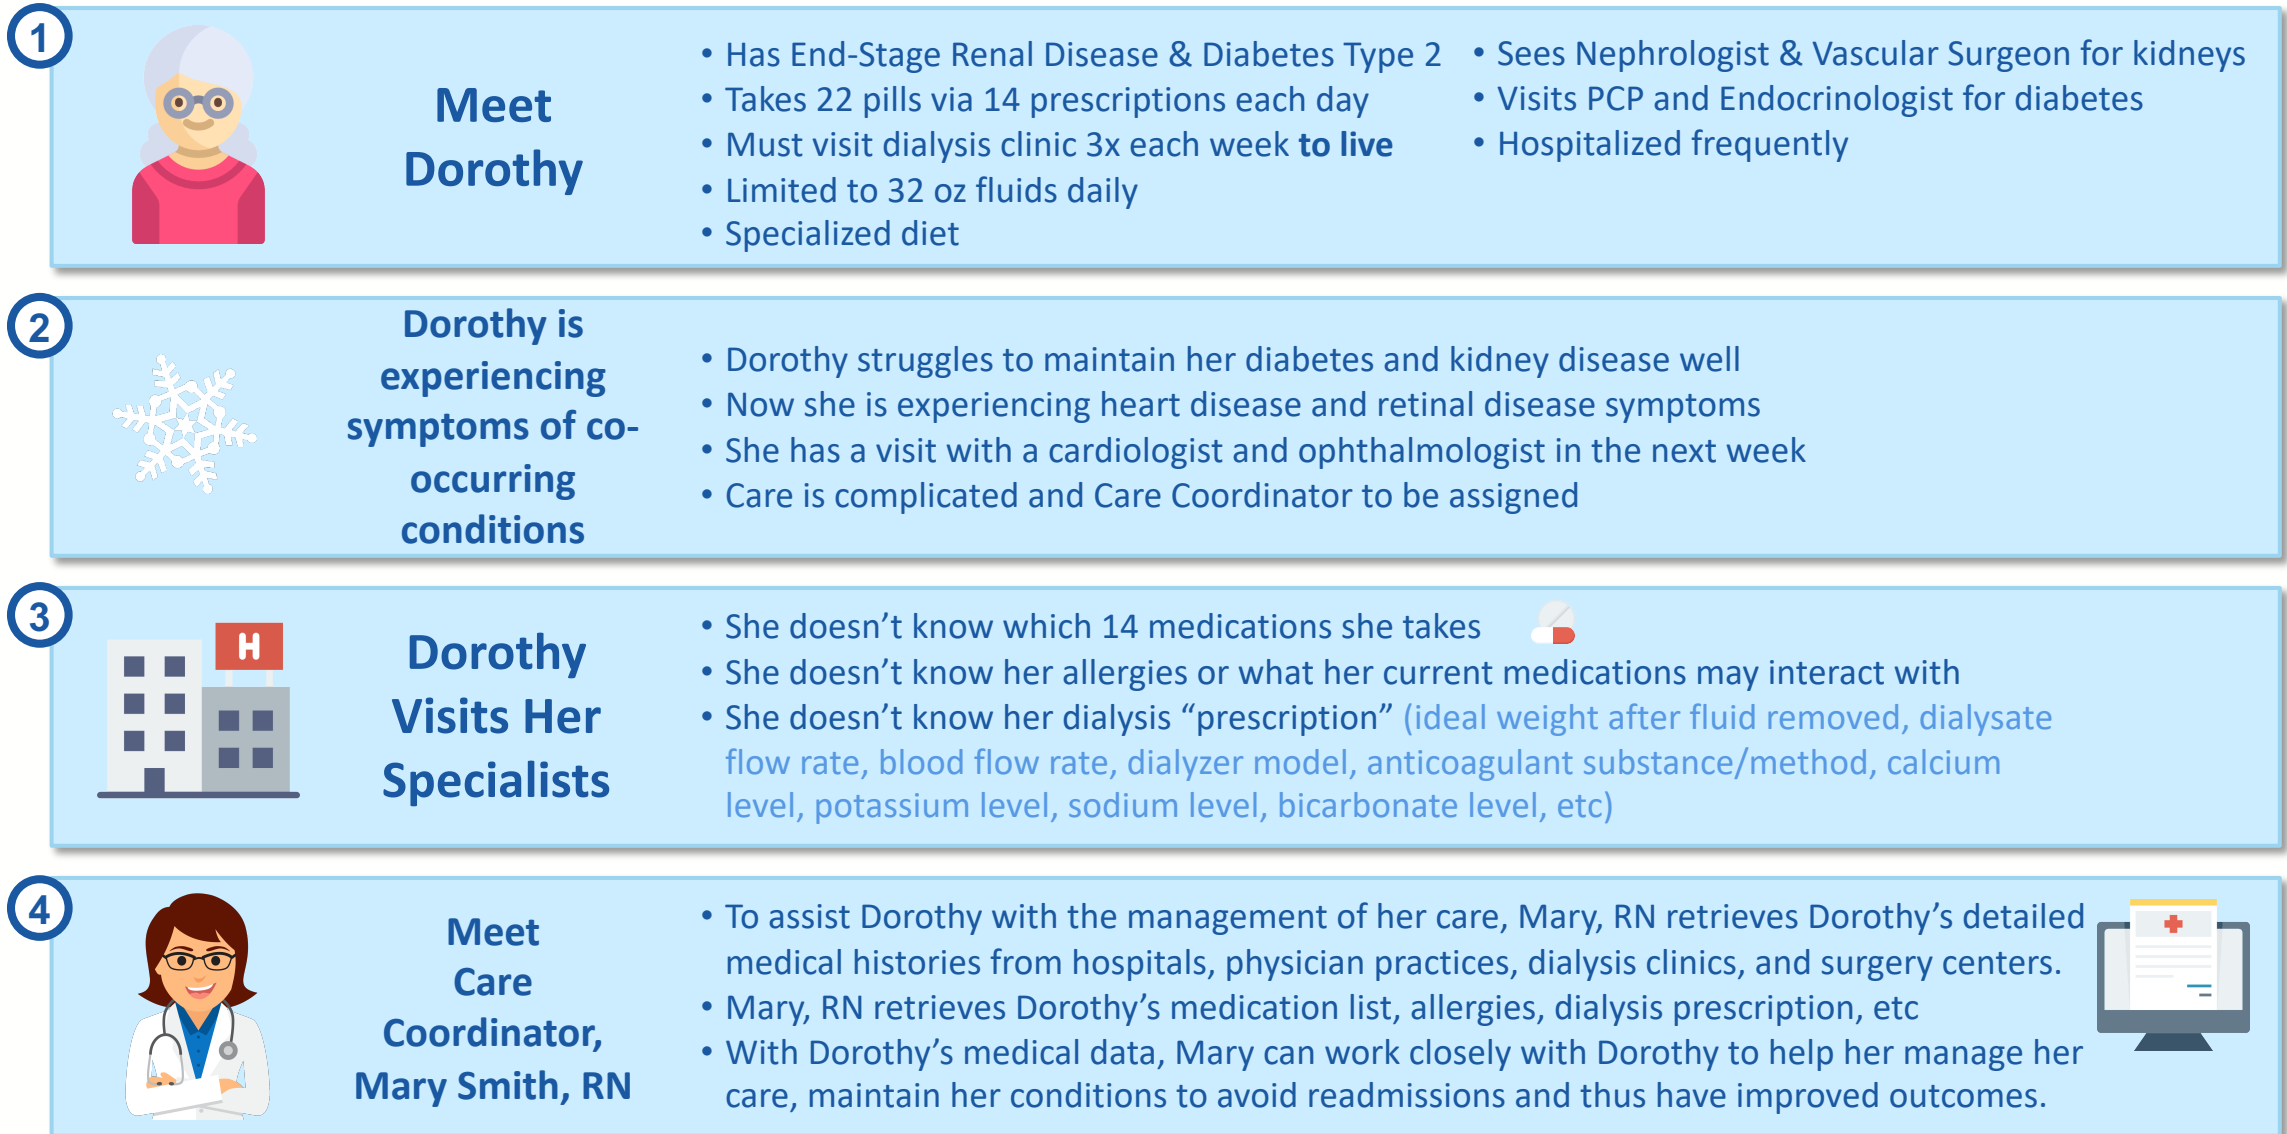 1
Meet
Dorothy
• Has End-Stage Renal Disease & Diabetes Type 2
• Takes 22 pills via 14 prescriptions each day
• Must visit dialysis clinic 3x each week to live
• Limited to 32 oz fluids daily
• Specialized diet
• Sees Nephrologist & Vascular Surgeon for kidneys
• Visits PCP and Endocrinologist for diabetes
• Hospitalized frequently
2
Dorothy is
experiencing
symptoms of co-
occurring
conditions
• Dorothy struggles to maintain her diabetes and kidney disease well
• Now she is experiencing heart disease and retinal disease symptoms
• She has a visit with a cardiologist and ophthalmologist in the next week
• Care is complicated and Care Coordinator to be assigned
3
H
Dorothy
Visits Her
Specialists
• She doesn’t know which 14 medications she takes
• She doesn’t know her allergies or what her current medications may interact with
• She doesn’t know her dialysis “prescription” (ideal weight after fluid removed, dialysate
flow rate, blood flow rate, dialyzer model, anticoagulant substance/method, calcium
level, potassium level, sodium level, bicarbonate level, etc)
4
Meet
Care
Coordinator,
Mary Smith, RN
• To assist Dorothy with the management of her care, Mary, RN retrieves Dorothy’s detailed
medical histories from hospitals, physician practices, dialysis clinics, and surgery centers.
• Mary, RN retrieves Dorothy’s medication list, allergies, dialysis prescription, etc
• With Dorothy’s medical data, Mary can work closely with Dorothy to help her manage her
care, maintain her conditions to avoid readmissions and thus have improved outcomes.